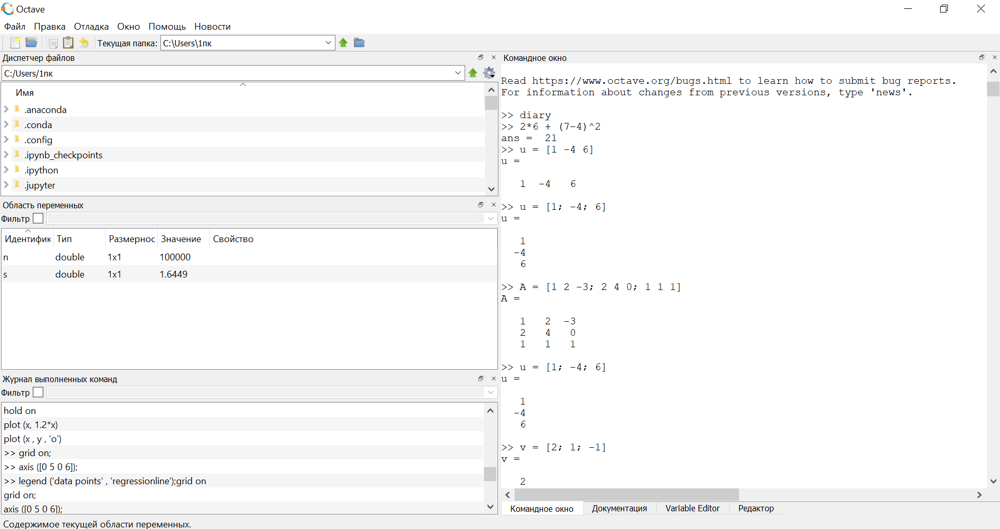 Octave
Файл Правка Отладка Окно Помощь Новости
Текущая папка: C:\Users\1пк
Диспетчер файлов
C:/Users/1пк
Имя
.anaconda
.conda
.config
.ipynb_checkpoints
.ipython
.jupyter
Область переменных
Фильтр
Идентифик Тип Размернос Значение Свойство
n double 1x1 100000
s double 1x1 1.6449
Журнал выполненных команд
Фильтр
hold on
plot (x, 1.2*x)
plot (x , y , 'o')
>> grid on;
>> axis ([0 5 0 6]);
>> legend ('data points' , 'regressionline');grid on
grid on;
axis ([0 5 0 6]);
Содержимое текущей области переменных.
Командное окно
Read https://www.octave.org/bugs.html to learn how to submit bug reports.
For information about changes from previous versions, type 'news'.
>> diary
>> 2*6 + (7-4)^2
ans = 21
>> u = [1 -4 6]
u =
1 -4 6
>> u = [1; -4; 6]
u =
1
-4
6
>> A = [1 2 -3; 2 4 0; 1 1 1]
A =
1 2 -3
2 4 0
1 1 1
>> u = [1; -4; 6]
u =
1
-4
6
>> v = [2; 1; -1]
v =
2
Командное окно Документация Variable Editor Редактор